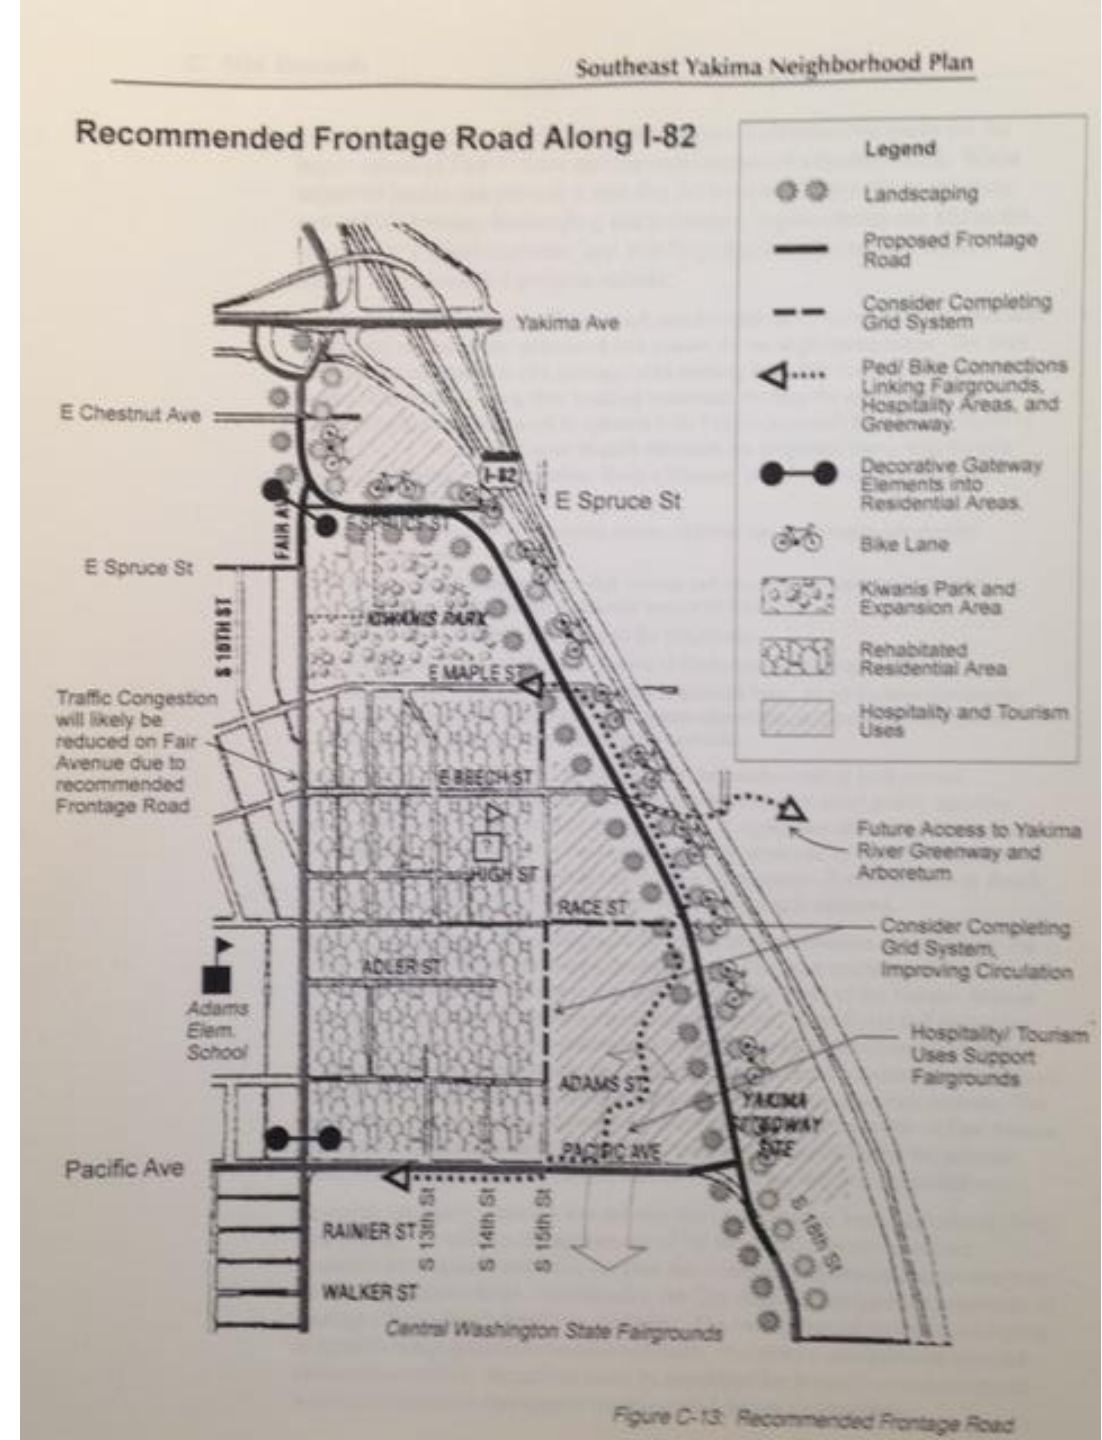 Southeast Yakima Neighborhood Plan
Recommended Frontage Road Along I-82
Legend
Landscaping
Proposed Frontage
Road
Consider Completing
Grid System
Ped/ Bike Connections
Linking Fairgrounds,
Hospitality Areas, and
Greenway.
Decorative Gateway
Elements into
Residential Areas.
Bike Lane
Kiwanis Park and
Expansion Area
Rehabitated
Residential Area
Hospitality and Tourism
Uses
Yakima Ave
E Chestnut Ave
I-82
E Spruce St
E SPRUCE ST
FAIR AV
E Spruce St
S 10TH ST
KIWANIS PARK
E MAPLE ST
Traffic Congestion
will likely be
reduced on Fair
Avenue due to
recommended
Frontage Road
E BEECH ST
?
HIGH ST
Future Access to Yakima
River Greenway and
Arboretum
RACE ST
Consider Completing
Grid System,
Improving Circulation
ADLER ST
Adams
Elem.
School
Hospitality/ Tourism
Uses Support
Fairgrounds
ADAMS ST
YAKIMA
SPEEDWAY
SITE
PACIFIC AVE
Pacific Ave
S 13th St
S 14th St
S 15th St
S 18th St
RAINIER ST
WALKER ST
Central Washington State Fairgrounds
Figure C-13: Recommended Frontage Road